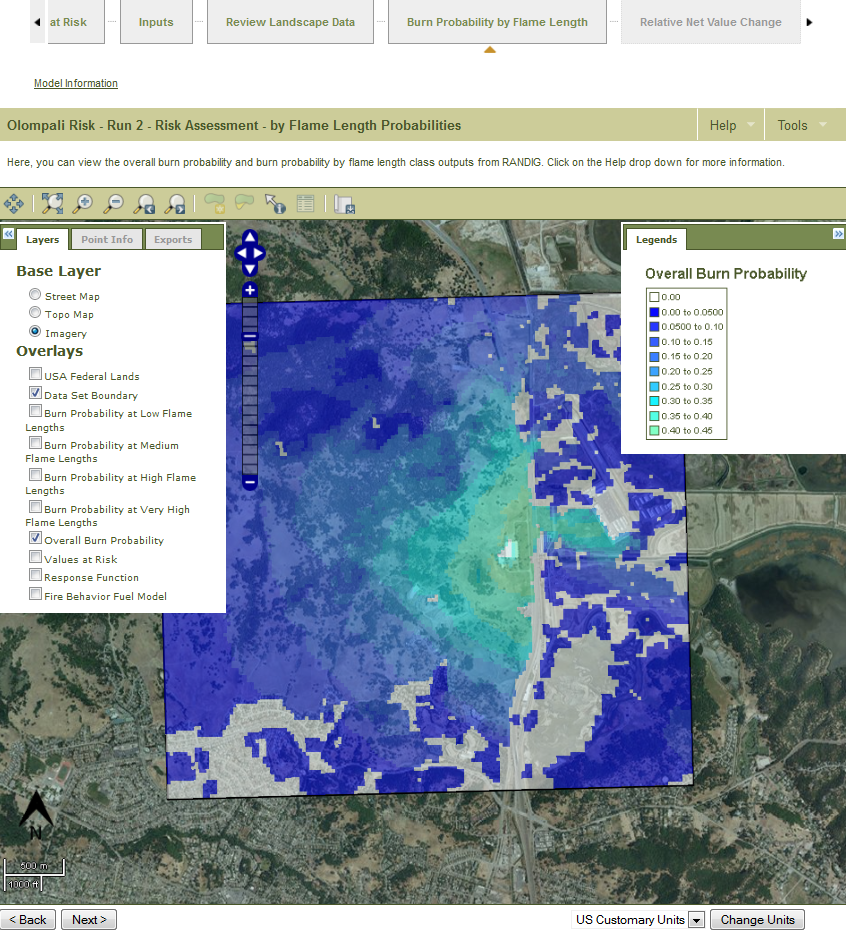 at Risk
Inputs
Review Landscape Data
Burn Probability by Flame Length
Relative Net Value Change
Model Information
Olompali Risk - Run 2 - Risk Assessment - by Flame Length Probabilities
Help
Tools
Here, you can view the overall burn probability and burn probability by flame length class outputs from RANDIG. Click on the Help drop down for more information.
Layers
Point Info
Exports
Base Layer
Street Map
Topo Map
Imagery
Overlays
USA Federal Lands
Data Set Boundary
Burn Probability at Low Flame
Lengths
Burn Probability at Medium
Flame Lengths
Burn Probability at High Flame
Lengths
Burn Probability at Very High
Flame Lengths
Overall Burn Probability
Values at Risk
Response Function
Fire Behavior Fuel Model
Legends
Overall Burn Probability
0.00
0.00 to 0.0500
0.0500 to 0.10
0.10 to 0.15
0.15 to 0.20
0.20 to 0.25
0.25 to 0.30
0.30 to 0.35
0.35 to 0.40
0.40 to 0.45
N
500 m
1000 ft
< Back
Next >
US Customary Units
Change Units